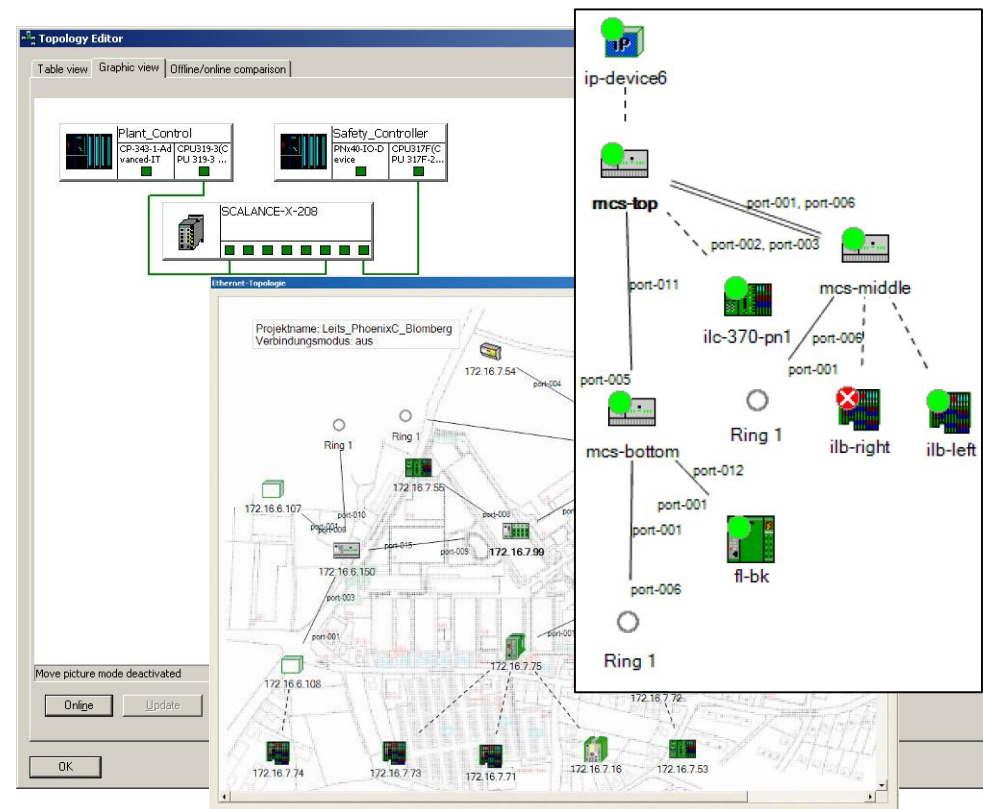 Topology Editor
Table view
Graphic view
Offline/online comparison
Plant_Control
CP-343-1-Ad
vanced-IT
CPU319-3(C
PU 319-3 ...
Safety_Controller
PNx40-IO-D
evice
CPU317F(C
PU 317F-2...
SCALANCE-X-208
Ethernet-Topologie
Projektname: Leits_PhoenixC_Blomberg
Verbindungsmodus: aus
172.16.7.54
port-004
Ring 1
Ring 1
172.16.7.55
172.16.6.107
port-010
port-008
172.16.7.99
port-015
port-009
172.16.6.150
port-003
port-001
port-001
172.16.7.75
172.16.6.108
172.16.7.72
172.16.7.74
172.16.7.73
172.16.7.71
172.16.7.16
172.16.7.53
Move picture mode deactivated
Online
Update
OK
IP
ip-device6
mcs-top
port-001, port-006
port-002, port-003
port-011
mcs-middle
ilc-370-pn1
port-006
port-001
port-005
Ring 1
ilb-right
ilb-left
mcs-bottom
port-012
port-001
port-001
fl-bk
port-006
Ring 1